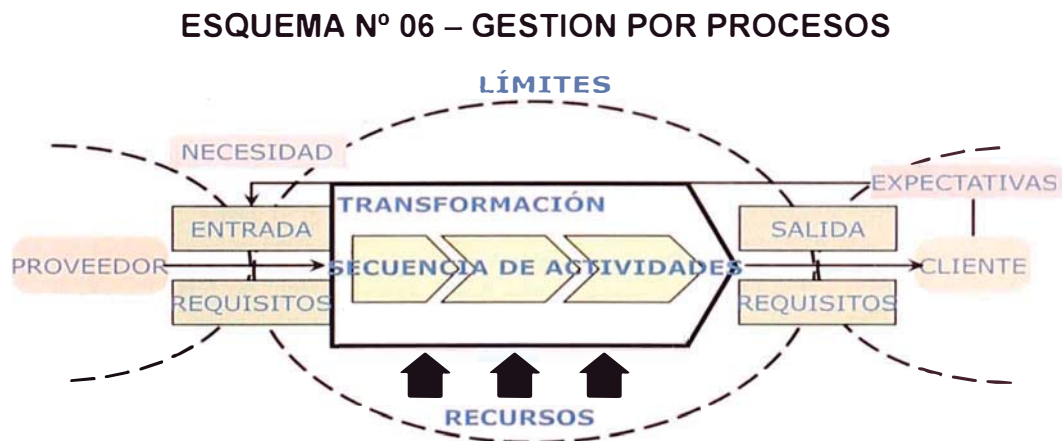 ESQUEMA Nº 06 – GESTION POR PROCESOS
LÍMITES
NECESIDAD
EXPECTATIVAS
TRANSFORMACIÓN
ENTRADA
SALIDA
PROVEEDOR
SECUENCIA DE ACTIVIDADES
CLIENTE
REQUISITOS
REQUISITOS
RECURSOS